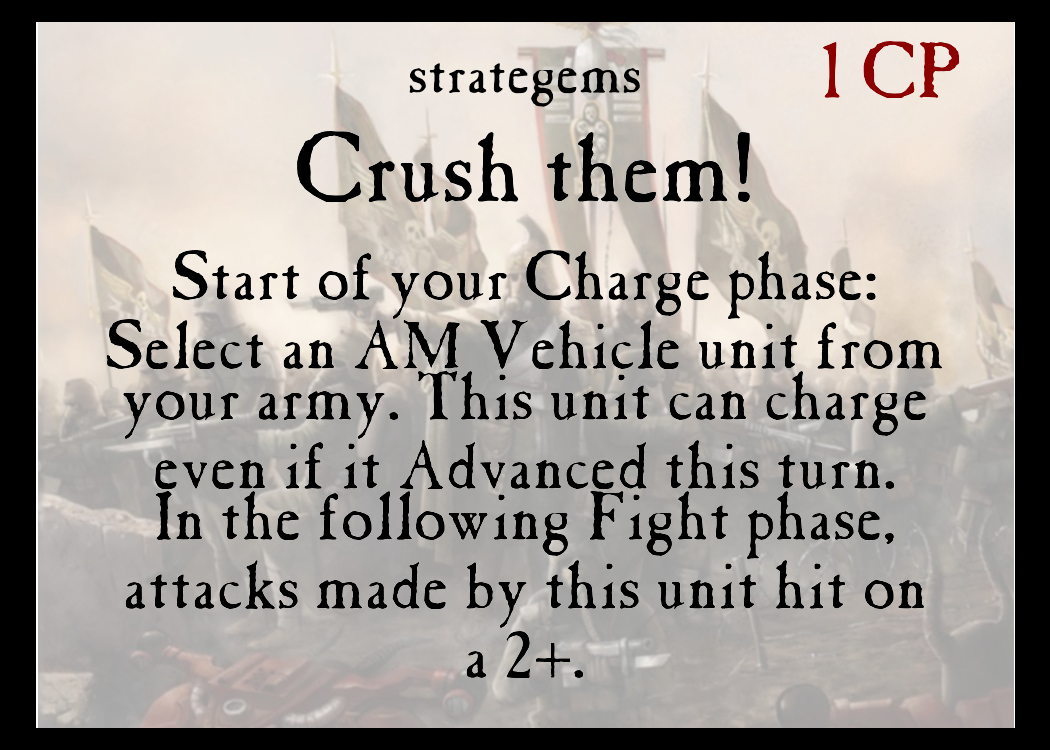 1 CP
strategems
Crush them!
Start of your Charge phase:
Select an AM Vehicle unit from
your army. This unit can charge
even if it Advanced this turn.
In the following Fight phase,
attacks made by this unit hit on
a 2+.